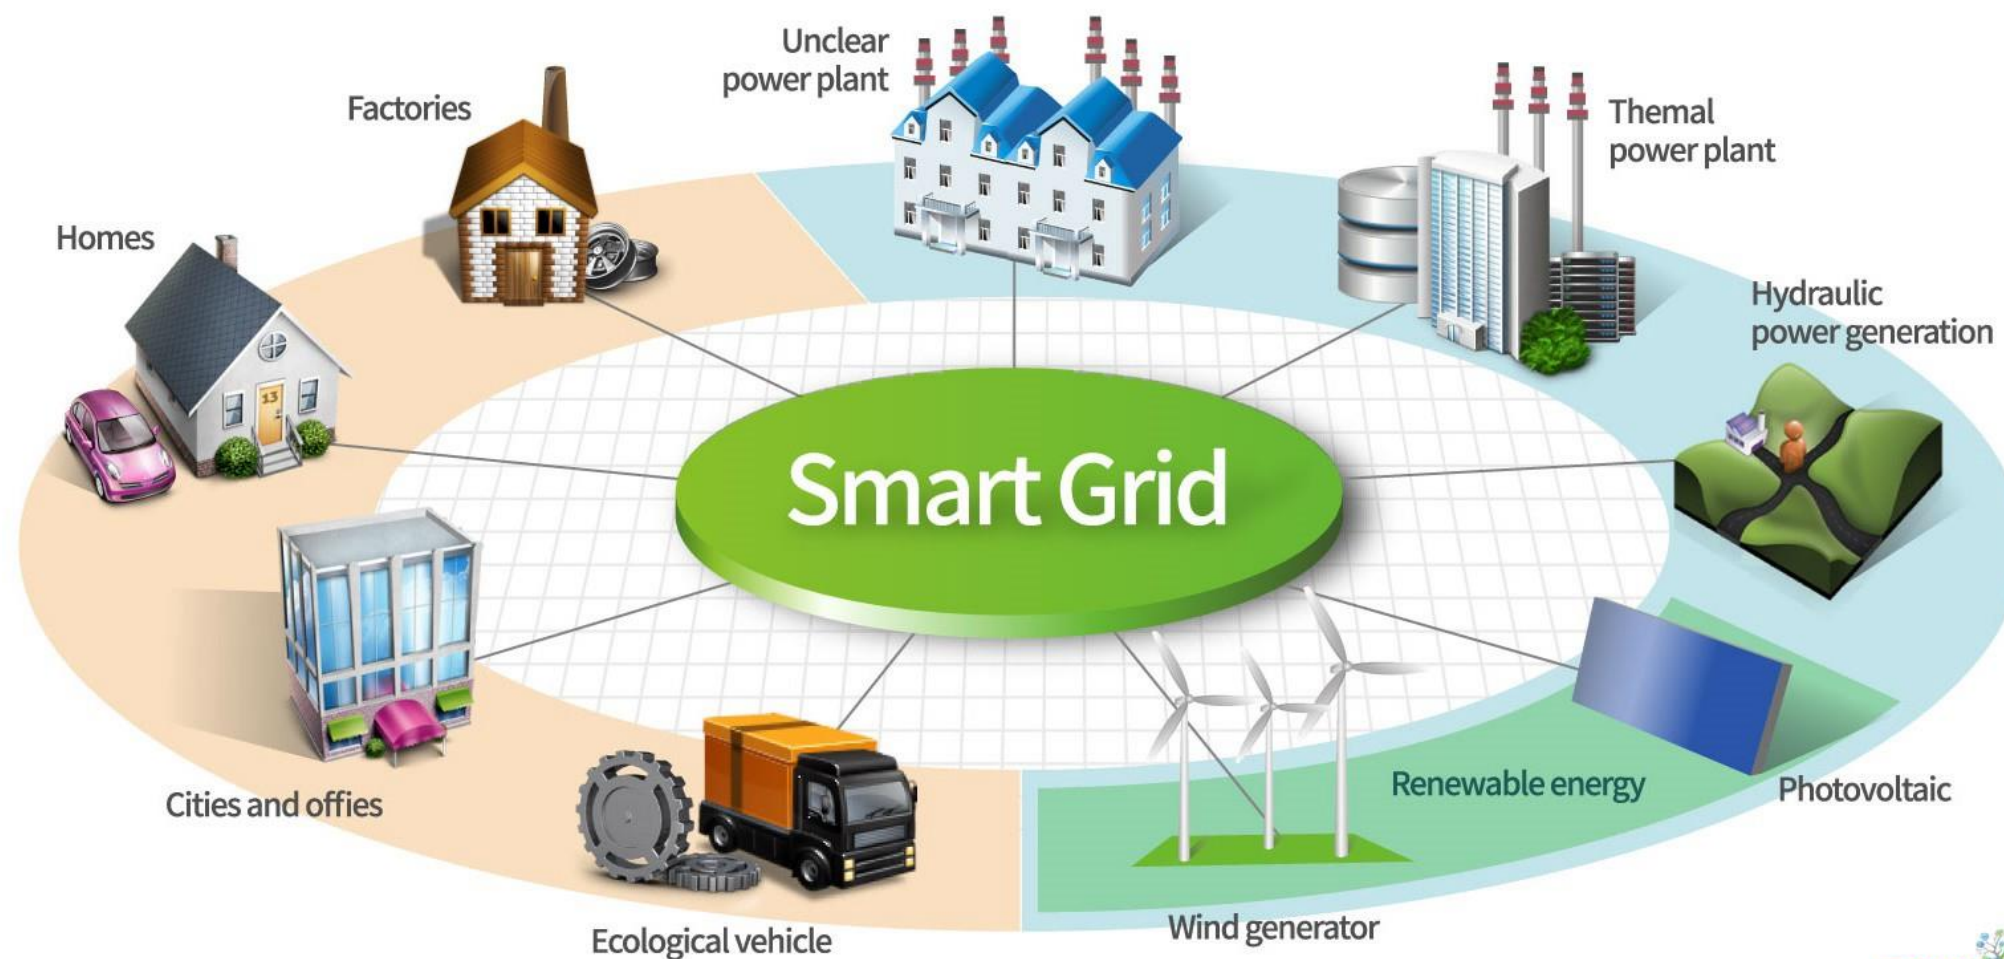 Unclear
power plant
Factories
Themal
power plant
Homes
Hydraulic
power generation
13
Smart Grid
Renewable energy
Photovoltaic
Cities and offies
Wind generator
Ecological vehicle